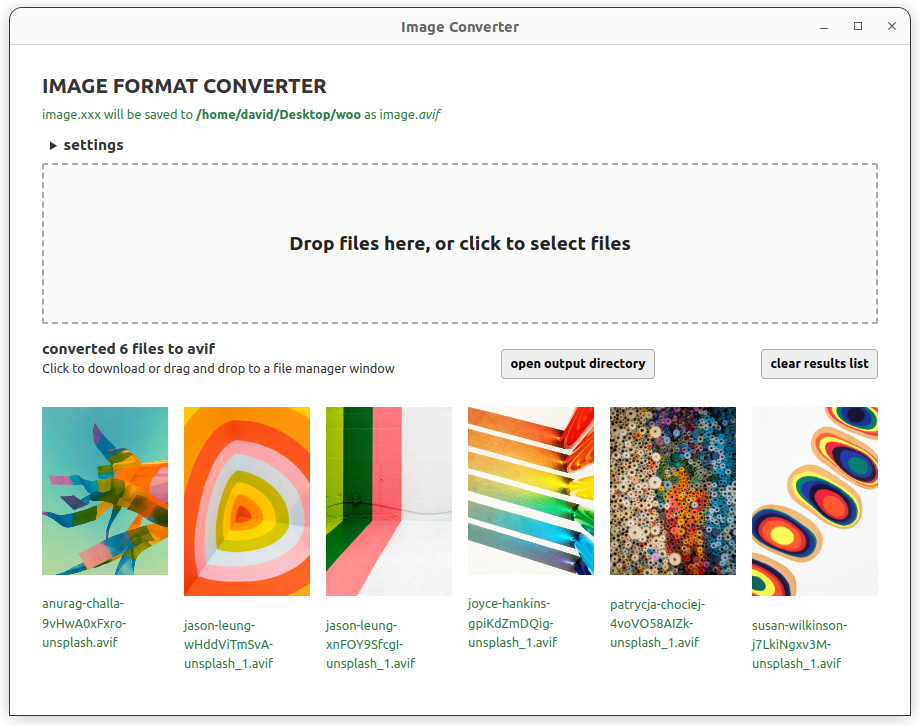 Image Converter
IMAGE FORMAT CONVERTER
image.xxx will be saved to /home/david/Desktop/woo as image.avif
settings
Drop files here, or click to select files
converted 6 files to avif
Click to download or drag and drop to a file manager window
open output directory
clear results list
anurag-challa-
9vHwA0xFxro-
unsplash.avif
jason-leung-
wHddViTmSvA-
unsplash_1.avif
jason-leung-
xnFOY9SfcgI-
unsplash_1.avif
joyce-hankins-
gpiKdZmDQig-
unsplash_1.avif
patrycja-chociej-
4voVO58AIZk-
unsplash_1.avif
susan-wilkinson-
j7LkiNgxv3M-
unsplash_1.avif